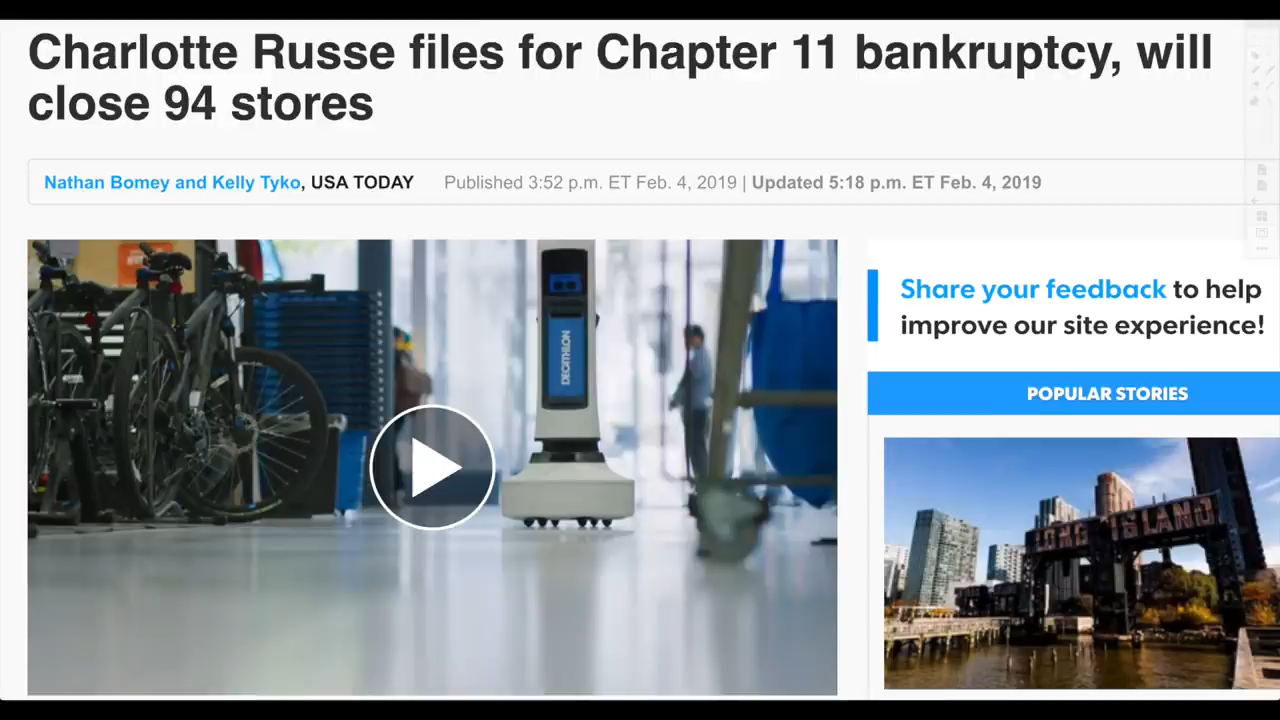 Charlotte Russe files for Chapter 11 bankruptcy, will
close 94 stores
Nathan Bomey and Kelly Tyko, USA TODAY
Published 3:52 p.m. ET Feb. 4, 2019 | Updated 5:18 p.m. ET Feb. 4, 2019
DECATHLON
Share your feedback to help
improve our site experience!
POPULAR STORIES
LONG ISLAND